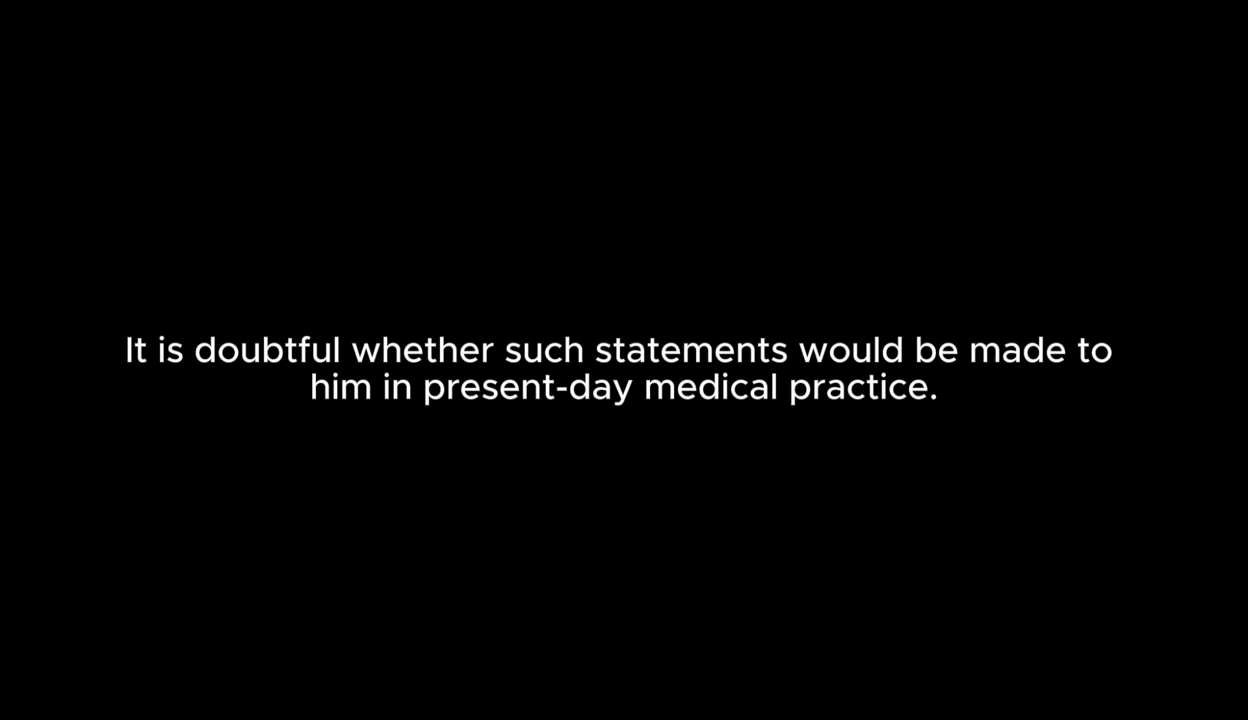 It is doubtful whether such statements would be made to
him in present-day medical practice.